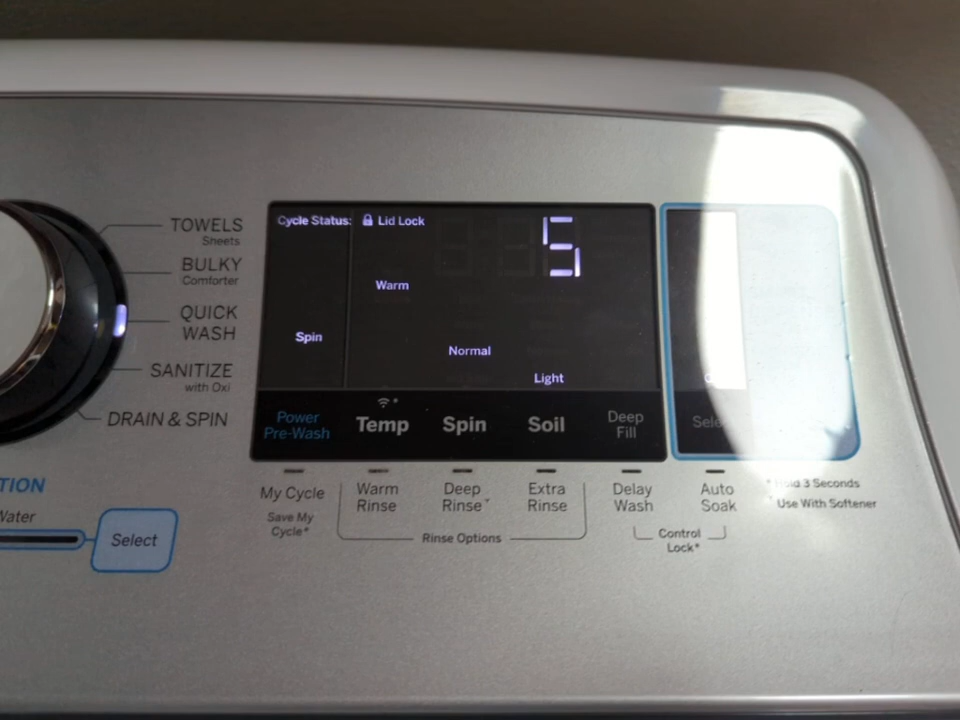 TOWELS
Sheets
BULKY
Comforter
QUICK
WASH
SANITIZE
with Oxi
DRAIN & SPIN
Cycle Status:
Lid Lock
5
Warm
Spin
Normal
Light
Power
Pre-Wash
Temp
Spin
Soil
Deep
Fill
My Cycle
Save My
Cycle*
Warm
Rinse
Deep
Rinse
Extra
Rinse
Rinse Options
Delay
Wash
Auto
Soak
Control
Lock*
* Hold 3 Seconds
Use With Softener
TION
Water
Select